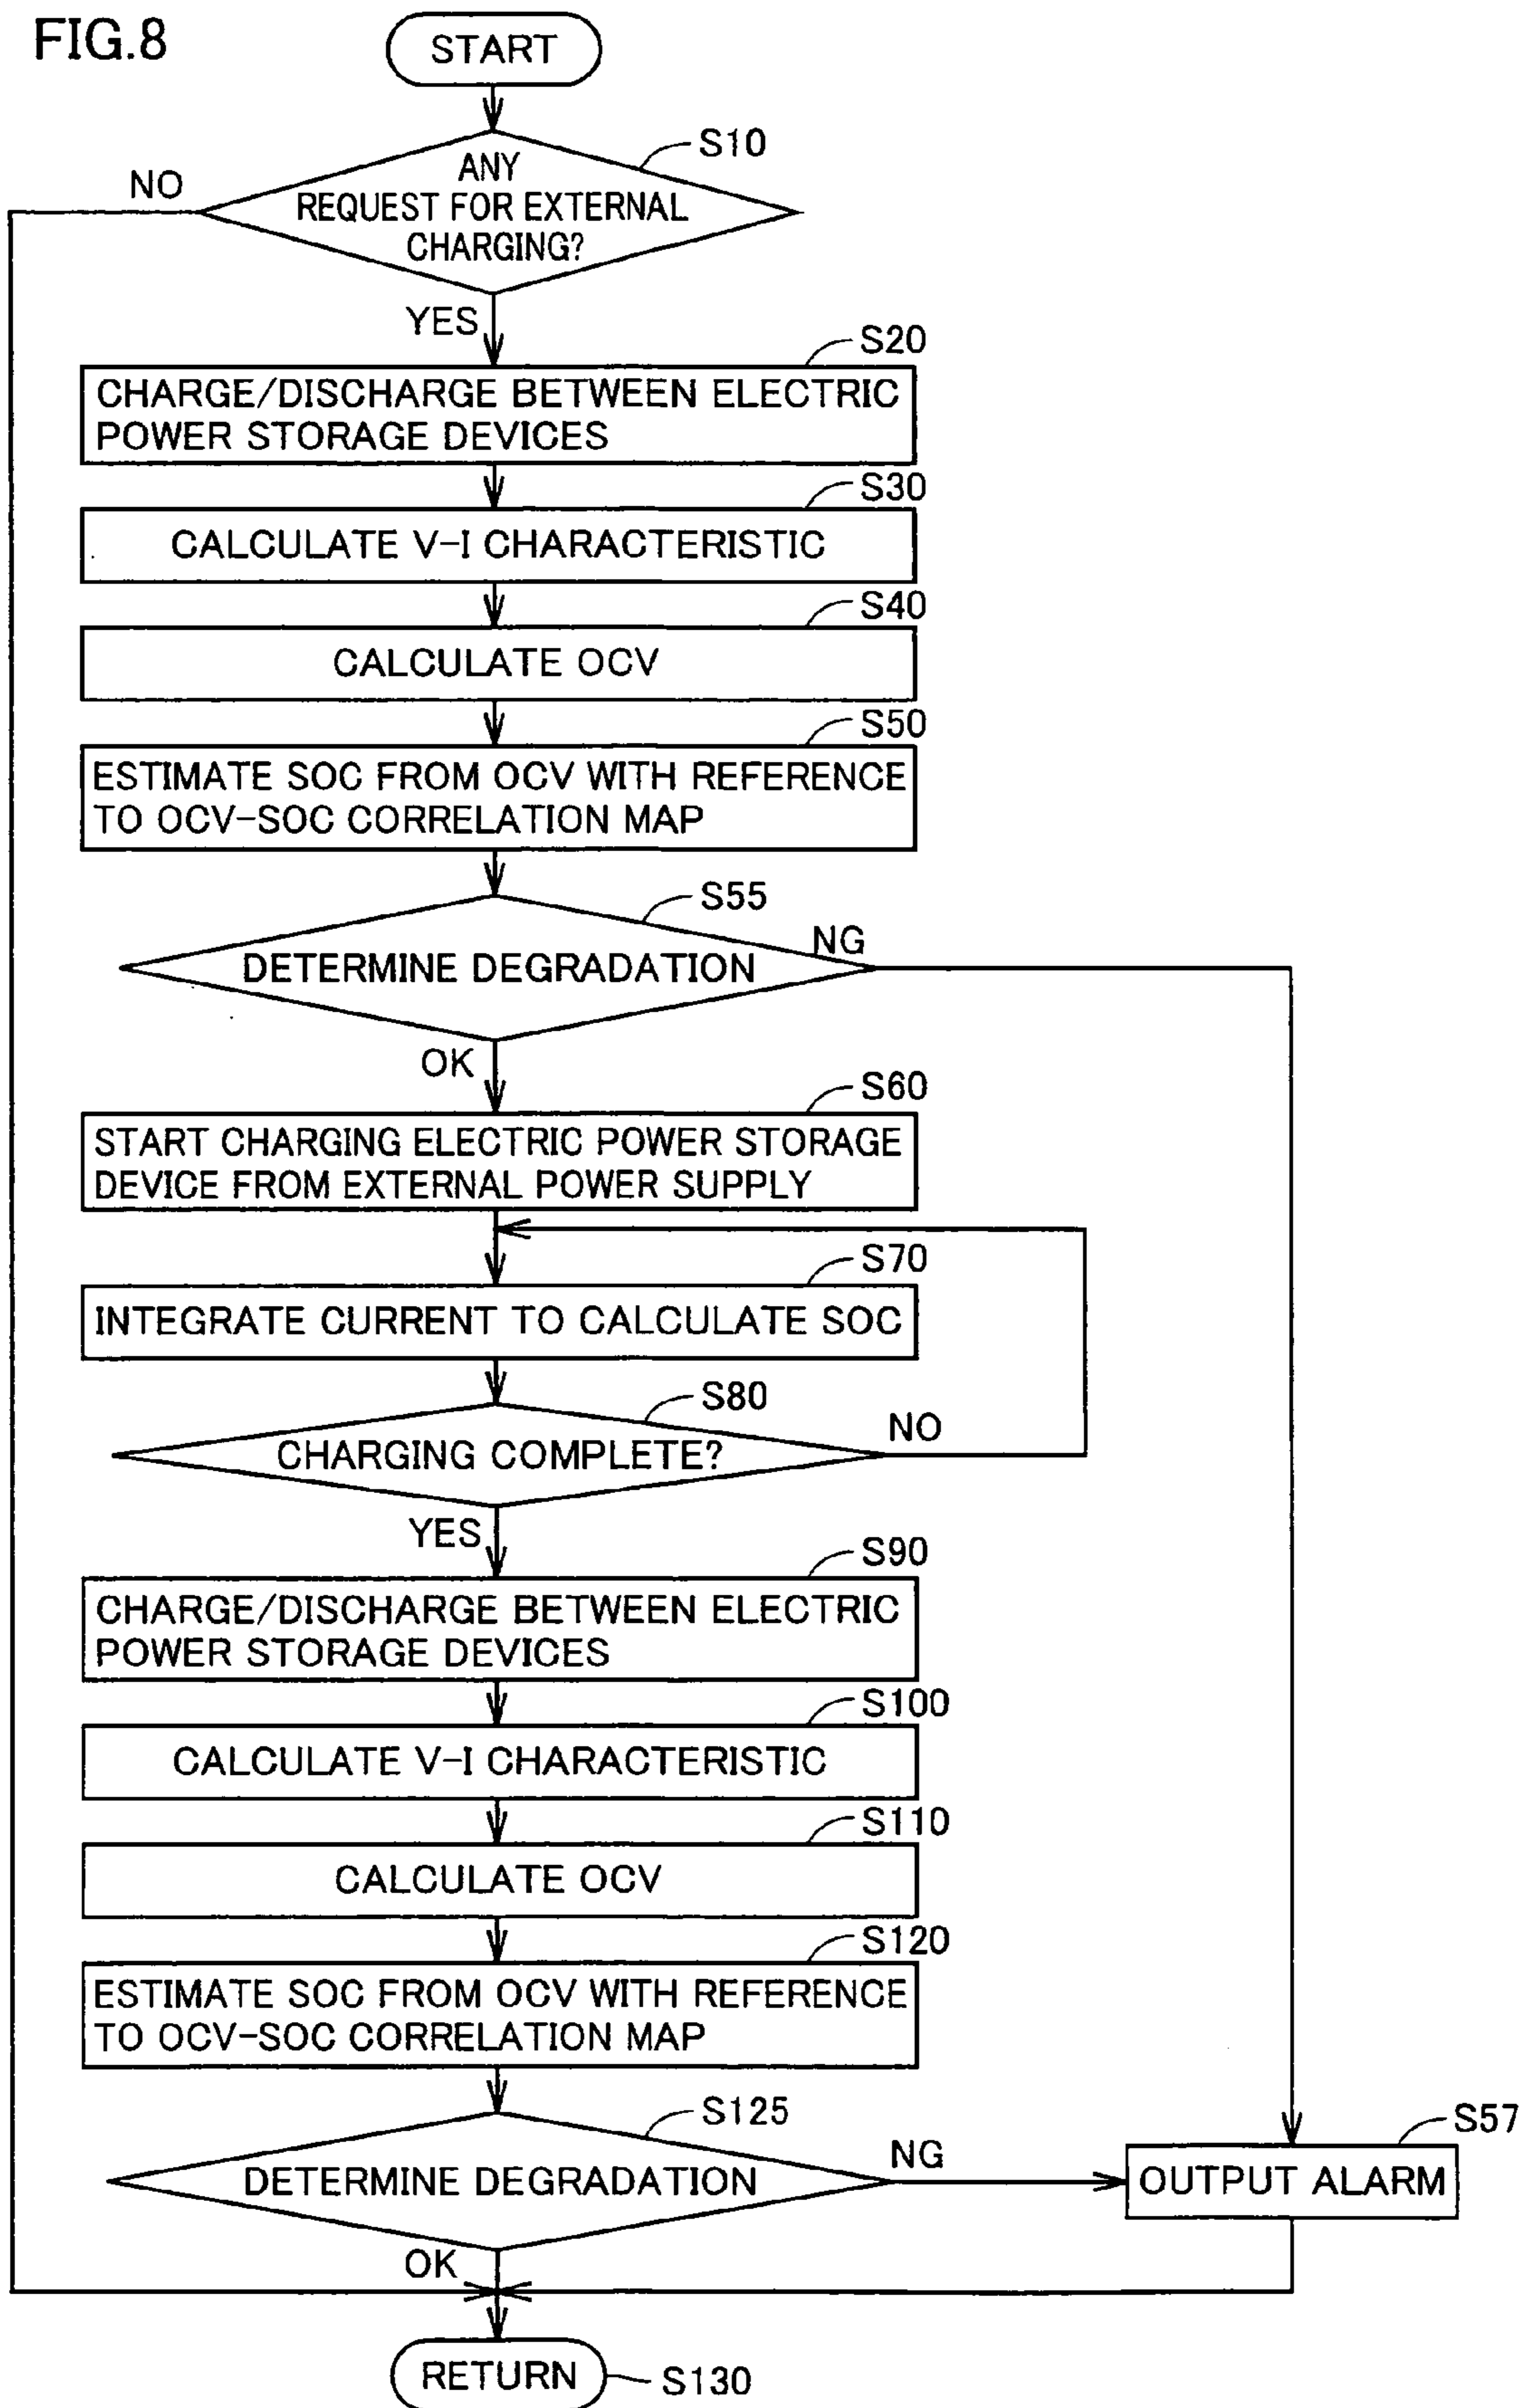 FIG.8
START
S10
ANY
REQUEST FOR EXTERNAL
CHARGING?
NO
YES
S20
CHARGE/DISCHARGE BETWEEN ELECTRIC
POWER STORAGE DEVICES
S30
CALCULATE V-I CHARACTERISTIC
S40
CALCULATE OCV
S50
ESTIMATE SOC FROM OCV WITH REFERENCE
TO OCV-SOC CORRELATION MAP
S55
NG
DETERMINE DEGRADATION
OK
S60
START CHARGING ELECTRIC POWER STORAGE
DEVICE FROM EXTERNAL POWER SUPPLY
S70
INTEGRATE CURRENT TO CALCULATE SOC
S80
NO
CHARGING COMPLETE?
YES
S90
CHARGE/DISCHARGE BETWEEN ELECTRIC
POWER STORAGE DEVICES
S100
CALCULATE V-I CHARACTERISTIC
S110
CALCULATE OCV
S120
ESTIMATE SOC FROM OCV WITH REFERENCE
TO OCV-SOC CORRELATION MAP
S125
NG
DETERMINE DEGRADATION
S57
OUTPUT ALARM
OK
RETURN
S130